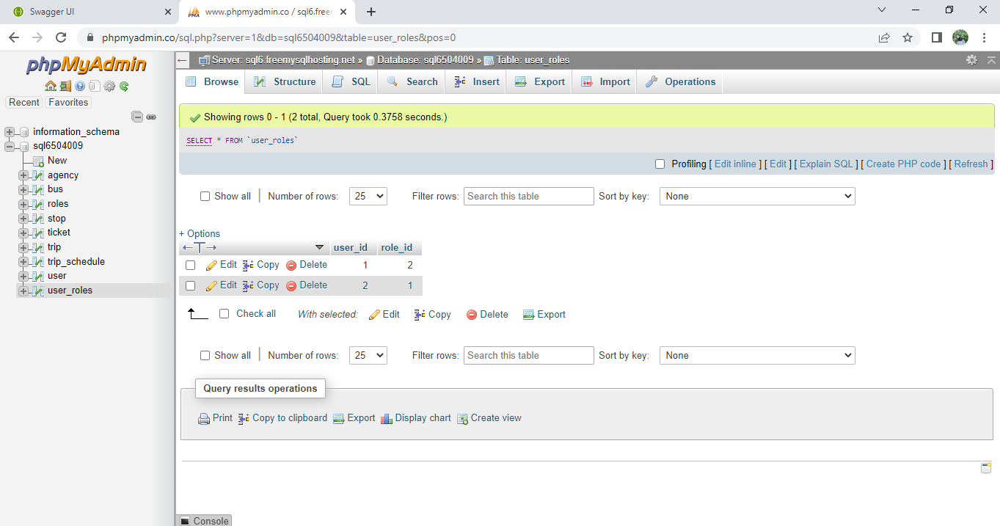 Swagger UI
www.phpmyadmin.co / sql6.freem
phpmyadmin.co/sql.php?server=1&db=sql6504009&table=user_roles&pos=0
phpMyAdmin
Recent Favorites
information_schema
sql6504009
New
agency
bus
roles
stop
ticket
trip
trip_schedule
user
user_roles
Server: sql6.freemysqlhosting.net » Database: sql6504009 » Table: user_roles
Browse Structure SQL Search Insert Export Import Operations
Showing rows 0 - 1 (2 total, Query took 0.3758 seconds.)
SELECT * FROM `user_roles`
Profiling [ Edit inline ] [ Edit ] [ Explain SQL ] [ Create PHP code ] [ Refresh ]
Show all | Number of rows: 25 Filter rows: Search this table Sort by key: None
+ Options
←T→ user_id role_id
Edit Copy Delete 1 2
Edit Copy Delete 2 1
Check all With selected: Edit Copy Delete Export
Show all | Number of rows: 25 Filter rows: Search this table Sort by key: None
Query results operations
Print Copy to clipboard Export Display chart Create view
Console